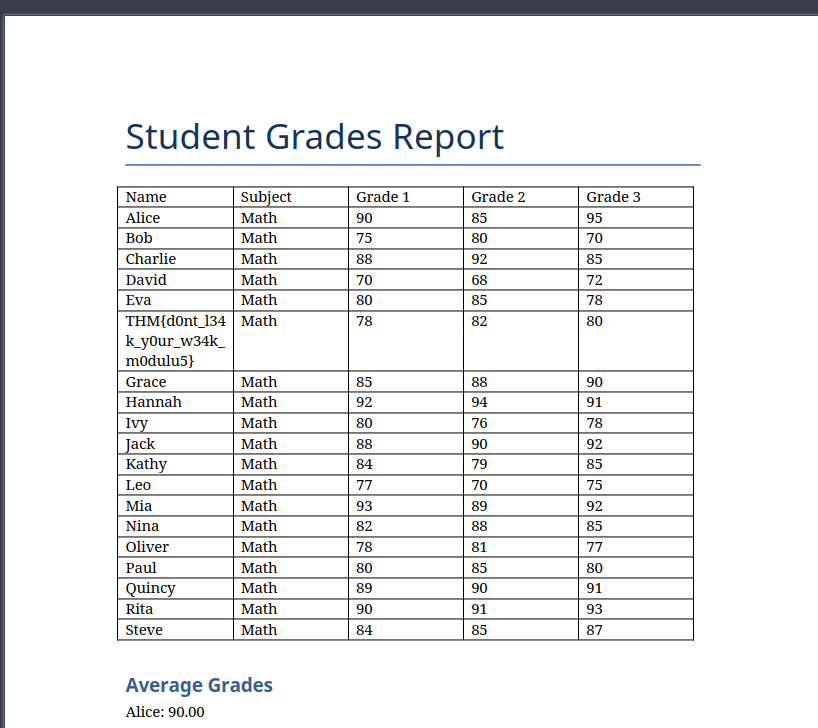 Student Grades Report
Name Subject Grade 1 Grade 2 Grade 3
Alice Math 90 85 95
Bob Math 75 80 70
Charlie Math 88 92 85
David Math 70 68 72
Eva Math 80 85 78
THM{d0nt_l34 Math 78 82 80
k_y0ur_w34k_
m0dulu5}
Grace Math 85 88 90
Hannah Math 92 94 91
Ivy Math 80 76 78
Jack Math 88 90 92
Kathy Math 84 79 85
Leo Math 77 70 75
Mia Math 93 89 92
Nina Math 82 88 85
Oliver Math 78 81 77
Paul Math 80 85 80
Quincy Math 89 90 91
Rita Math 90 91 93
Steve Math 84 85 87
Average Grades
Alice: 90.00